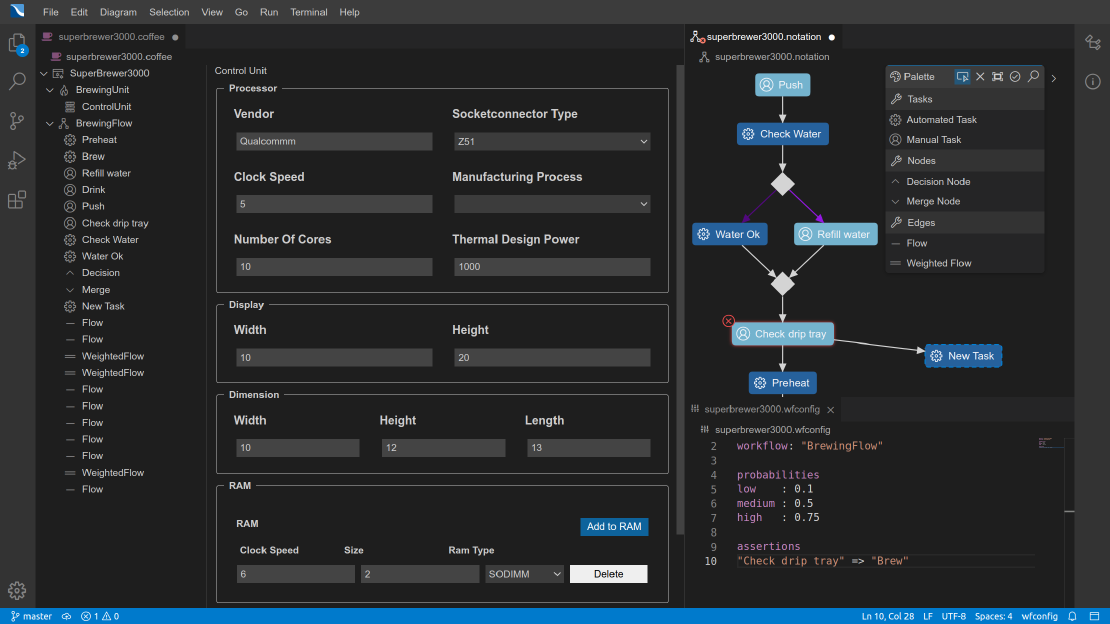 File Edit Diagram Selection View Go Run Terminal Help
superbrewer3000.coffee
superbrewer3000.coffee
2
SuperBrewer3000
BrewingUnit
ControlUnit
BrewingFlow
Preheat
Brew
Refill water
Drink
Push
Check drip tray
Check Water
Water Ok
Decision
Merge
New Task
Flow
Flow
WeightedFlow
WeightedFlow
Flow
Flow
Flow
Flow
Flow
WeightedFlow
Flow
Control Unit
Processor
Vendor Socketconnector Type
Qualcommm Z51
Clock Speed Manufacturing Process
5
Number Of Cores Thermal Design Power
10 1000
Display
Width Height
10 20
Dimension
Width Height Length
10 12 13
RAM
RAM Add to RAM
Clock Speed Size Ram Type
6 2 SODIMM Delete
superbrewer3000.notation
superbrewer3000.notation
Push
Check Water
Water Ok Refill water
Check drip tray
New Task
Preheat
Palette
Tasks
Automated Task
Manual Task
Nodes
Decision Node
Merge Node
Edges
Flow
Weighted Flow
superbrewer3000.wfconfig
superbrewer3000.wfconfig
2 workflow: "BrewingFlow"
3
4 probabilities
5 low : 0.1
6 medium : 0.5
7 high : 0.75
8
9 assertions
10 "Check drip tray" => "Brew"
master 1 0 Ln 10, Col 28 LF UTF-8 Spaces: 4 wfconfig